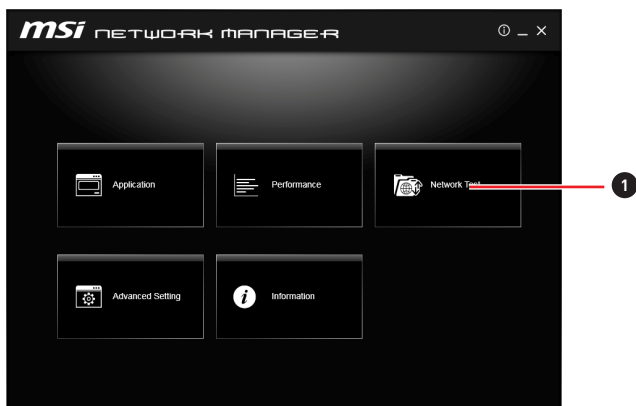 msi NETWORK MANAGER
Application
Performance
Network Test
1
Advanced Setting
Information